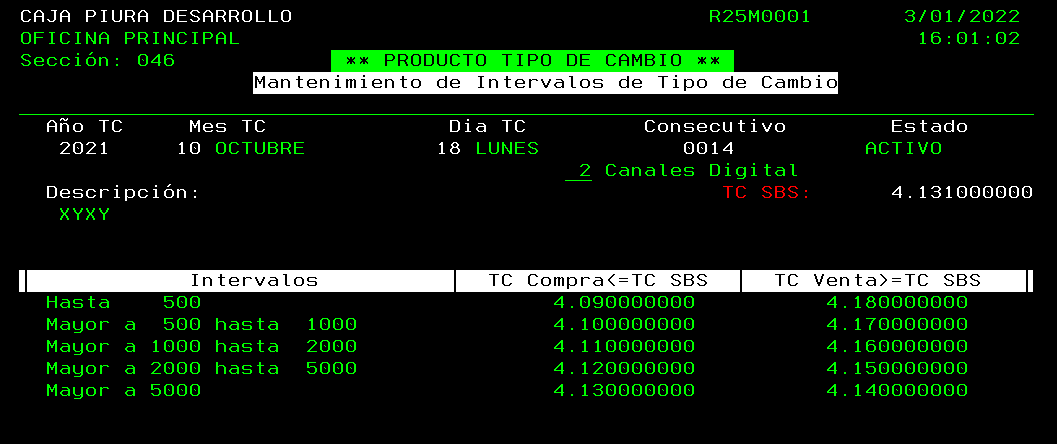 CAJA PIURA DESARROLLO R25M0001 3/01/2022
OFICINA PRINCIPAL 16:01:02
Sección: 046 ** PRODUCTO TIPO DE CAMBIO **
Mantenimiento de Intervalos de Tipo de Cambio
Año TC Mes TC Dia TC Consecutivo Estado
2021 10 OCTUBRE 18 LUNES 0014 ACTIVO
2 Canales Digital
Descripción: TC SBS: 4.131000000
XYXY
Intervalos TC Compra<=TC SBS TC Venta>=TC SBS
Hasta 500 4.090000000 4.180000000
Mayor a 500 hasta 1000 4.100000000 4.170000000
Mayor a 1000 hasta 2000 4.110000000 4.160000000
Mayor a 2000 hasta 5000 4.120000000 4.150000000
Mayor a 5000 4.130000000 4.140000000